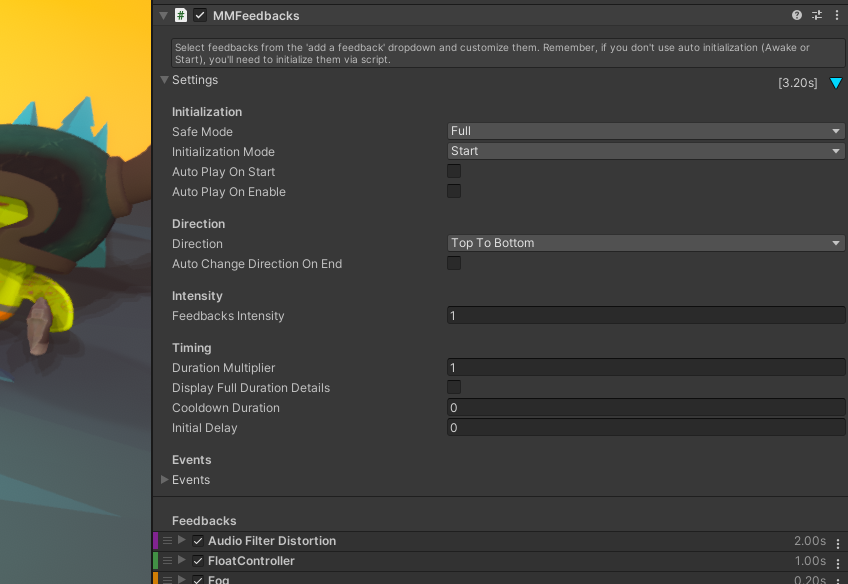 MMFeedbacks
Select feedbacks from the 'add a feedback' dropdown and customize them. Remember, if you don't use auto initialization (Awake or
Start), you'll need to initialize them via script.
Settings
[3.20s]
Initialization
Safe Mode
Full
Initialization Mode
Start
Auto Play On Start
Auto Play On Enable
Direction
Direction
Top To Bottom
Auto Change Direction On End
Intensity
Feedbacks Intensity
1
Timing
Duration Multiplier
1
Display Full Duration Details
Cooldown Duration
0
Initial Delay
0
Events
Events
Feedbacks
Audio Filter Distortion
2.00s
FloatController
1.00s
Fog
0.20s